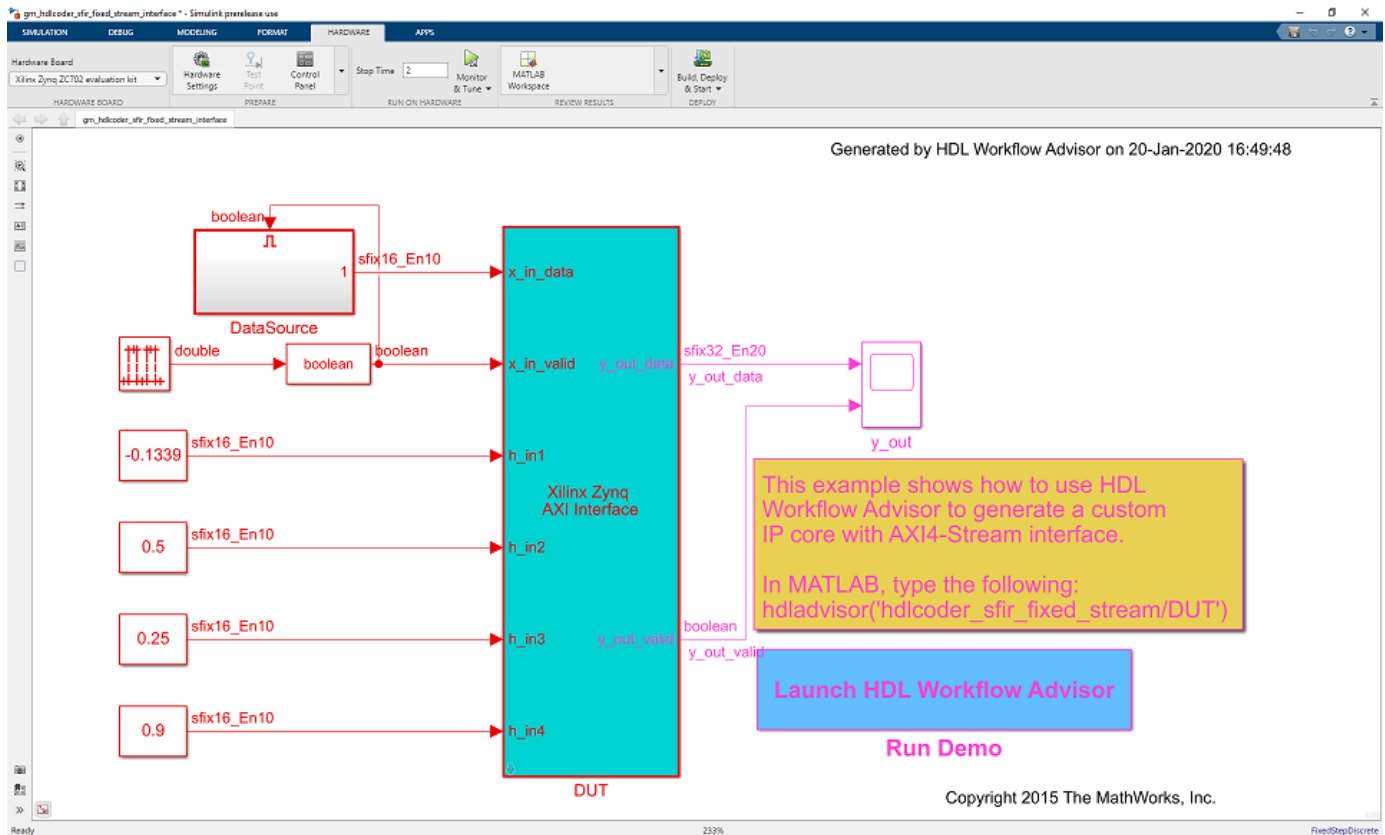 gm_hdlcoder_sfir_fixed_stream_interface * - Simulink prerelease use
SIMULATION DEBUG MODELING FORMAT HARDWARE APPS
Hardware Board
Xilinx Zynq ZC702 evaluation kit
HARDWARE BOARD
Hardware
Settings
Test
Point
Control
Panel
PREPARE
Stop Time 2
Monitor
& Tune
RUN ON HARDWARE
MATLAB
Workspace
REVIEW RESULTS
Build, Deploy
& Start
DEPLOY
gm_hdlcoder_sfir_fixed_stream_interface
Generated by HDL Workflow Advisor on 20-Jan-2020 16:49:48
boolean
1
sfix16_En10
DataSource
double
boolean
boolean
-0.1339
sfix16_En10
0.5
sfix16_En10
0.25
sfix16_En10
0.9
sfix16_En10
x_in_data
x_in_valid
h_in1
h_in2
h_in3
h_in4
Xilinx Zynq
AXI Interface
y_out_data
y_out_valid
DUT
sfix32_En20
y_out_data
boolean
y_out_valid
y_out
This example shows how to use HDL
Workflow Advisor to generate a custom
IP core with AXI4-Stream interface.
In MATLAB, type the following:
hdladvisor('hdlcoder_sfir_fixed_stream/DUT')
Launch HDL Workflow Advisor
Run Demo
Copyright 2015 The MathWorks, Inc.
Ready
233%
FixedStepDiscrete